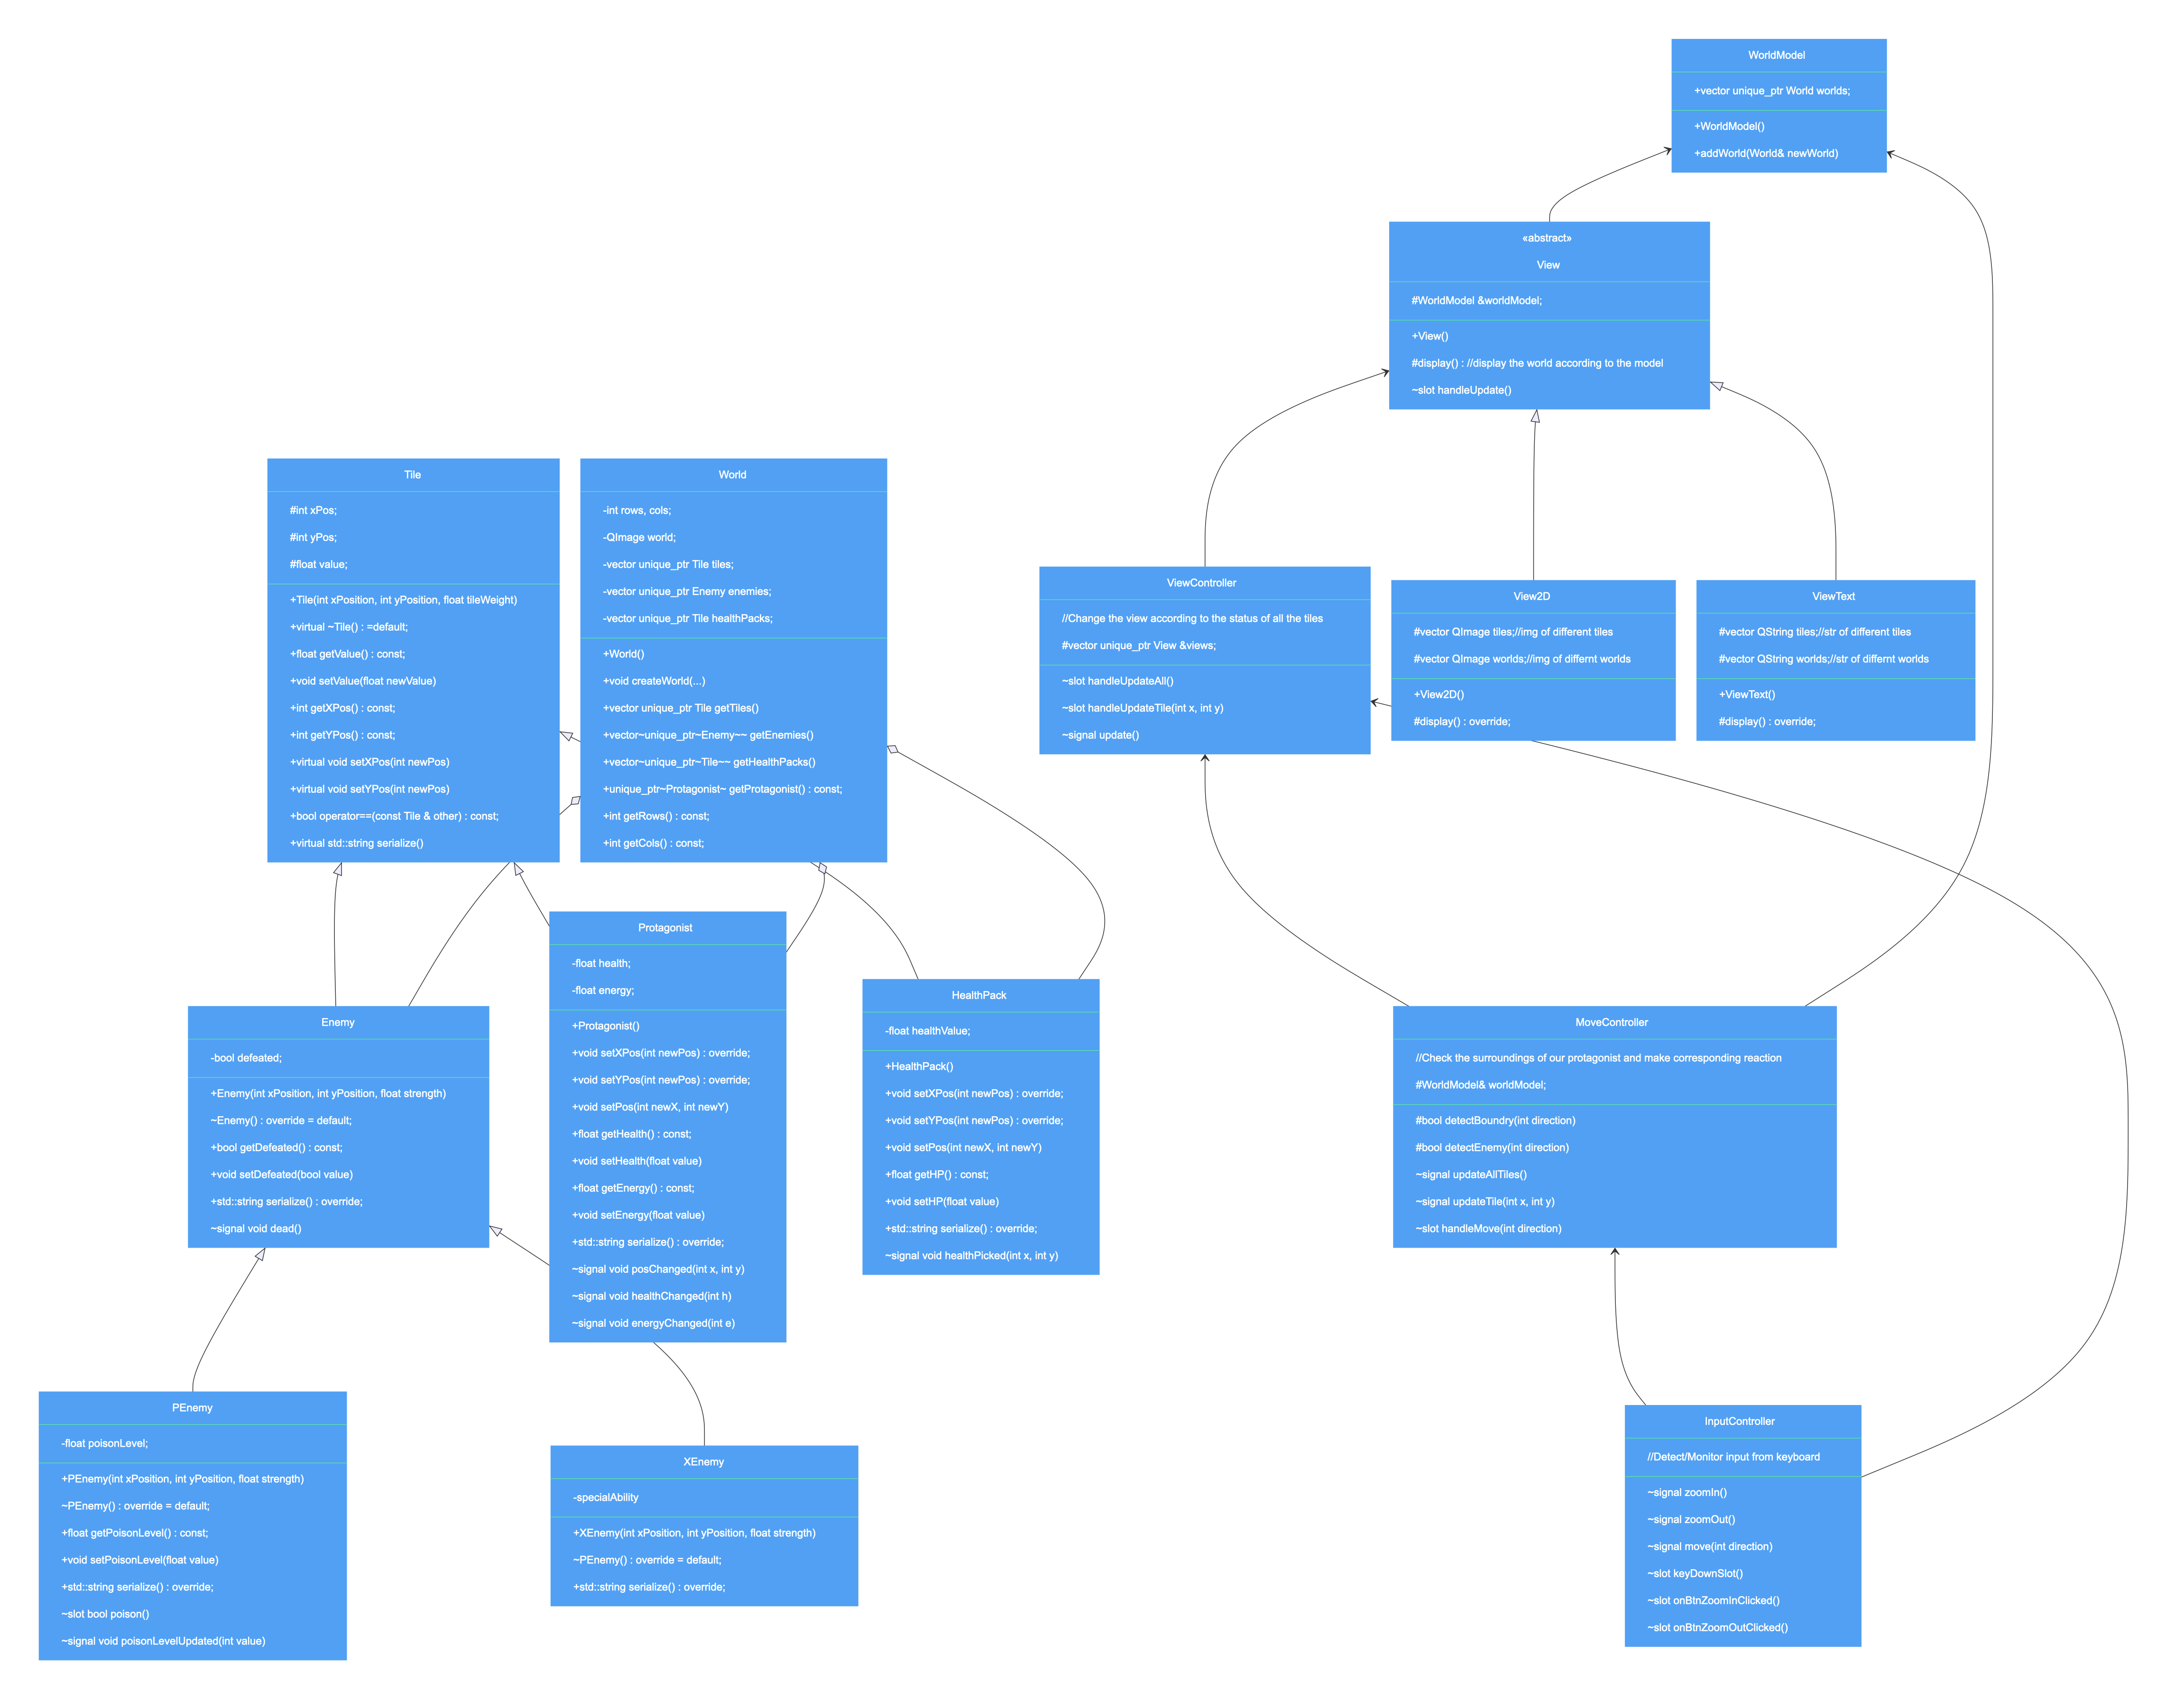 WorldModel
+vector unique_ptr World worlds;
+WorldModel()
+addWorld(World& newWorld)
«abstract»
View
#WorldModel &worldModel;
+View()
#display() : //display the world according to the model
~slot handleUpdate()
Tile
#int xPos;
#int yPos;
#float value;
+Tile(int xPosition, int yPosition, float tileWeight)
+virtual ~Tile() : =default;
+float getValue() : const;
+void setValue(float newValue)
+int getXPos() : const;
+int getYPos() : const;
+virtual void setXPos(int newPos)
+virtual void setYPos(int newPos)
+bool operator==(const Tile & other) : const;
+virtual std::string serialize()
World
-int rows, cols;
-QImage world;
-vector unique_ptr Tile tiles;
-vector unique_ptr Enemy enemies;
-vector unique_ptr Tile healthPacks;
+World()
+void createWorld(...)
+vector unique_ptr Tile getTiles()
+vector~unique_ptr~Enemy~~ getEnemies()
+vector~unique_ptr~Tile~~ getHealthPacks()
+unique_ptr~Protagonist~ getProtagonist() : const;
+int getRows() : const;
+int getCols() : const;
ViewController
//Change the view according to the status of all the tiles
#vector unique_ptr View &views;
~slot handleUpdateAll()
~slot handleUpdateTile(int x, int y)
~signal update()
View2D
#vector QImage tiles;//img of different tiles
#vector QImage worlds;//img of differnt worlds
+View2D()
#display() : override;
ViewText
#vector QString tiles;//str of different tiles
#vector QString worlds;//str of differnt worlds
+ViewText()
#display() : override;
Protagonist
-float health;
-float energy;
+Protagonist()
+void setXPos(int newPos) : override;
+void setYPos(int newPos) : override;
+void setPos(int newX, int newY)
+float getHealth() : const;
+void setHealth(float value)
+float getEnergy() : const;
+void setEnergy(float value)
+std::string serialize() : override;
~signal void posChanged(int x, int y)
~signal void healthChanged(int h)
~signal void energyChanged(int e)
HealthPack
-float healthValue;
+HealthPack()
+void setXPos(int newPos) : override;
+void setYPos(int newPos) : override;
+void setPos(int newX, int newY)
+float getHP() : const;
+void setHP(float value)
+std::string serialize() : override;
~signal void healthPicked(int x, int y)
Enemy
-bool defeated;
+Enemy(int xPosition, int yPosition, float strength)
~Enemy() : override = default;
+bool getDefeated() : const;
+void setDefeated(bool value)
+std::string serialize() : override;
~signal void dead()
MoveController
//Check the surroundings of our protagonist and make corresponding reaction
#WorldModel& worldModel;
#bool detectBoundry(int direction)
#bool detectEnemy(int direction)
~signal updateAllTiles()
~signal updateTile(int x, int y)
~slot handleMove(int direction)
PEnemy
-float poisonLevel;
+PEnemy(int xPosition, int yPosition, float strength)
~PEnemy() : override = default;
+float getPoisonLevel() : const;
+void setPoisonLevel(float value)
+std::string serialize() : override;
~slot bool poison()
~signal void poisonLevelUpdated(int value)
XEnemy
-specialAbility
+XEnemy(int xPosition, int yPosition, float strength)
~PEnemy() : override = default;
+std::string serialize() : override;
InputController
//Detect/Monitor input from keyboard
~signal zoomIn()
~signal zoomOut()
~signal move(int direction)
~slot keyDownSlot()
~slot onBtnZoomInClicked()
~slot onBtnZoomOutClicked()